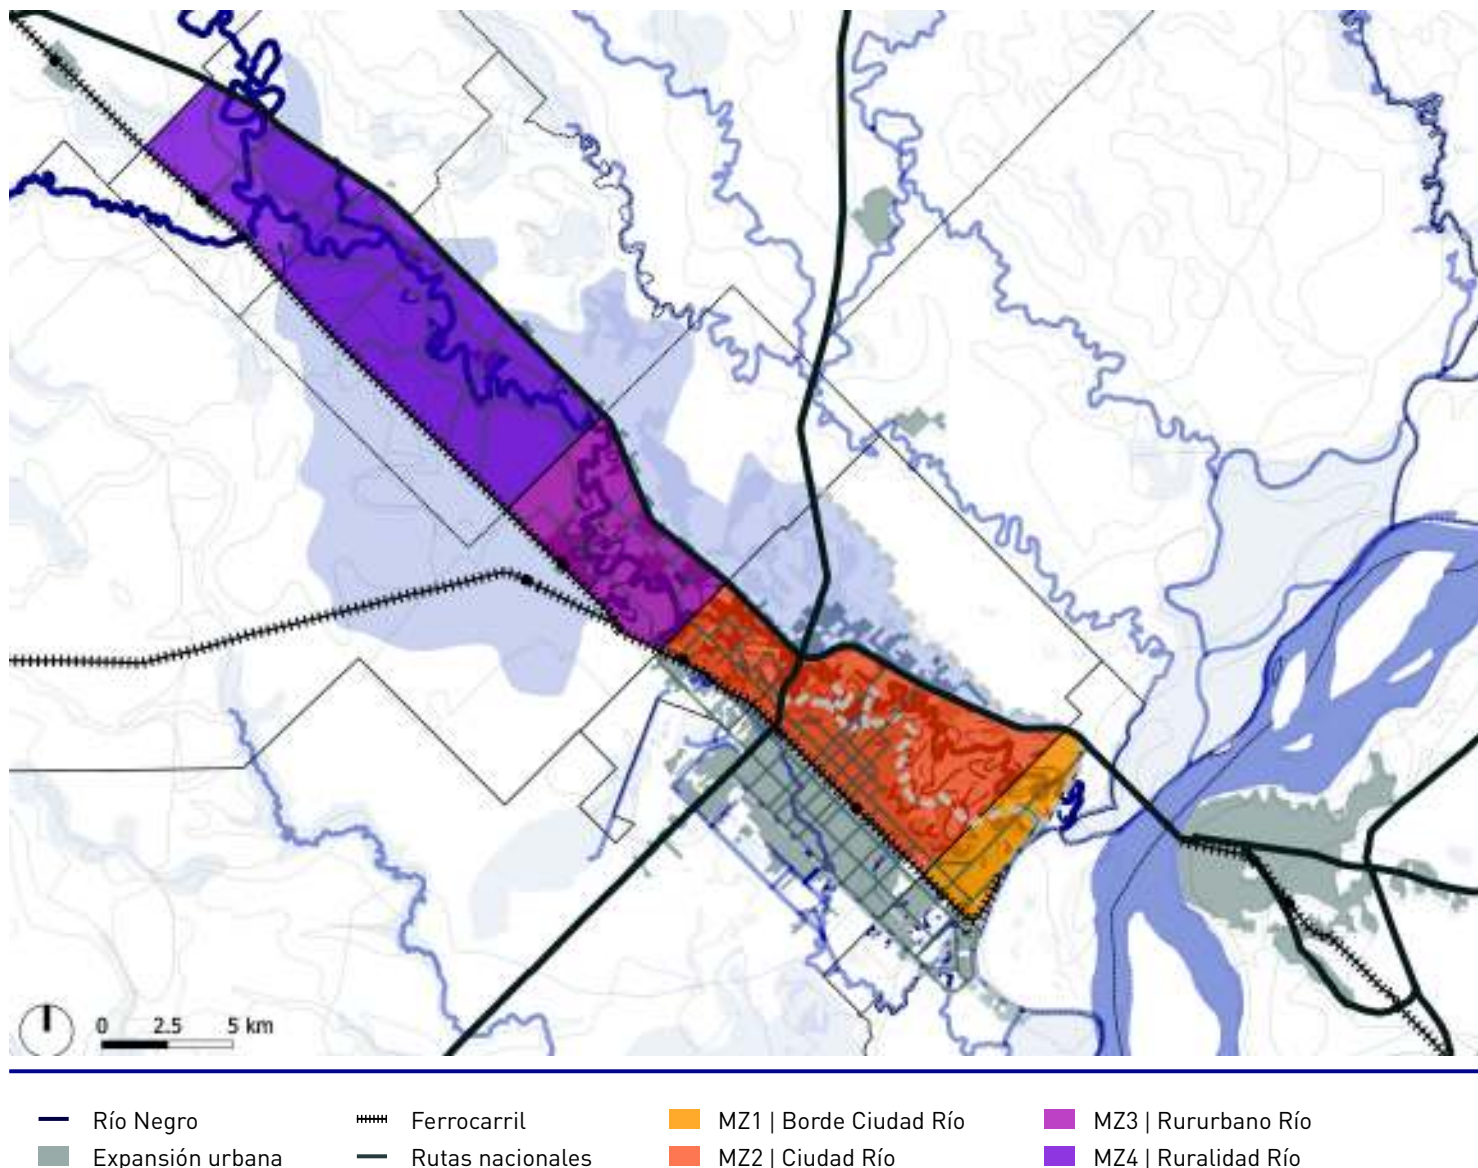 0 2.5 5 km
Río Negro Ferrocarril MZ1 | Borde Ciudad Río MZ3 | Rururbano Río
Expansión urbana Rutas nacionales MZ2 | Ciudad Río MZ4 | Ruralidad Río